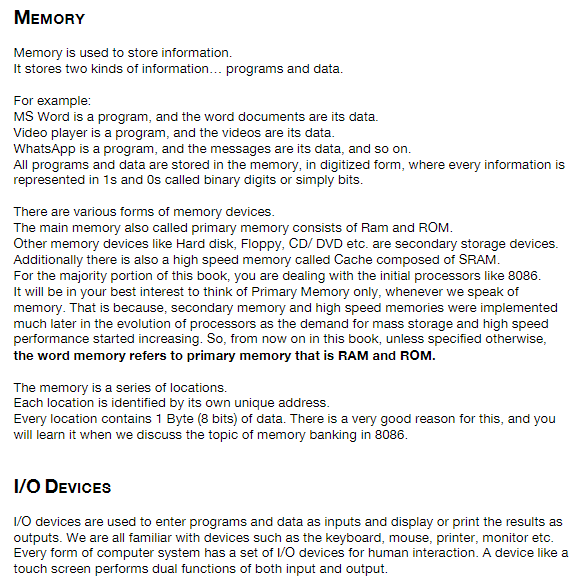 MEMORY
Memory is used to store information.
It stores two kinds of information… programs and data.
For example:
MS Word is a program, and the word documents are its data.
Video player is a program, and the videos are its data.
WhatsApp is a program, and the messages are its data, and so on.
All programs and data are stored in the memory, in digitized form, where every information is
represented in 1s and 0s called binary digits or simply bits.
There are various forms of memory devices.
The main memory also called primary memory consists of Ram and ROM.
Other memory devices like Hard disk, Floppy, CD/ DVD etc. are secondary storage devices.
Additionally there is also a high speed memory called Cache composed of SRAM.
For the majority portion of this book, you are dealing with the initial processors like 8086.
It will be in your best interest to think of Primary Memory only, whenever we speak of
memory. That is because, secondary memory and high speed memories were implemented
much later in the evolution of processors as the demand for mass storage and high speed
performance started increasing. So, from now on in this book, unless specified otherwise,
the word memory refers to primary memory that is RAM and ROM.
The memory is a series of locations.
Each location is identified by its own unique address.
Every location contains 1 Byte (8 bits) of data. There is a very good reason for this, and you
will learn it when we discuss the topic of memory banking in 8086.
I/O DEVICES
I/O devices are used to enter programs and data as inputs and display or print the results as
outputs. We are all familiar with devices such as the keyboard, mouse, printer, monitor etc.
Every form of computer system has a set of I/O devices for human interaction. A device like a
touch screen performs dual functions of both input and output.